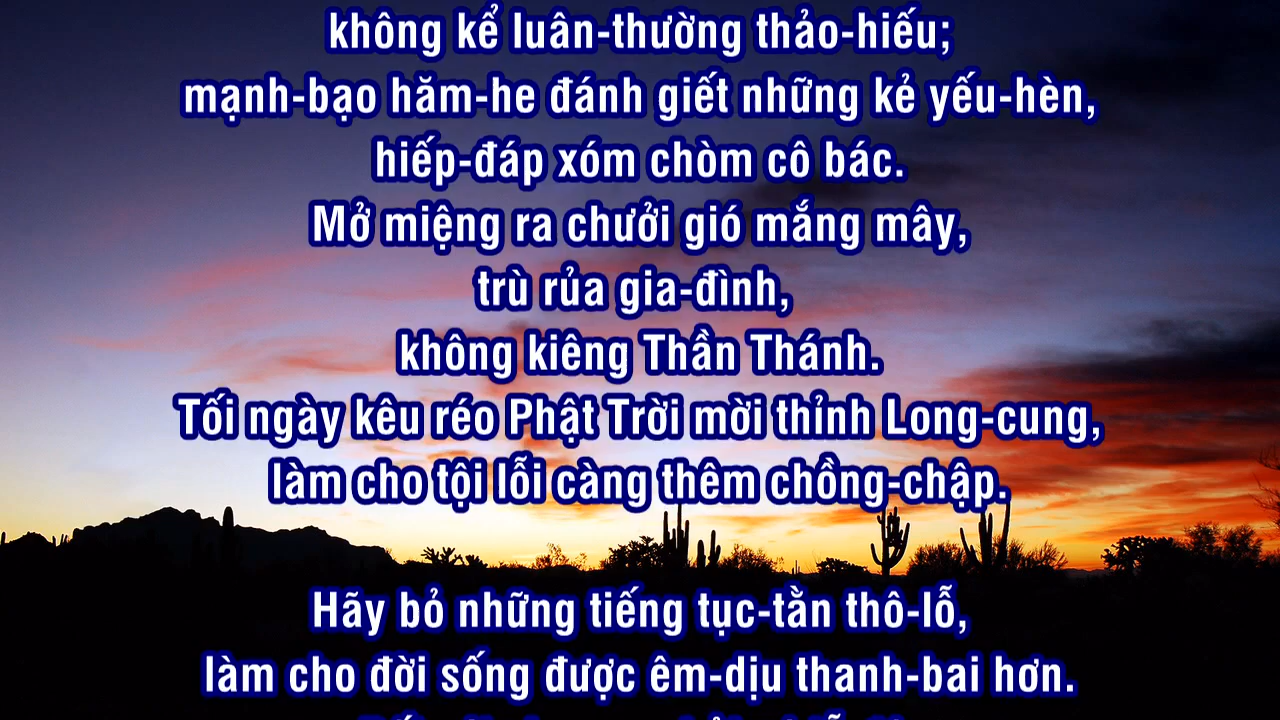 không kể luân-thường thảo-hiếu;
mạnh-bạo hăm-he đánh giết những kẻ yếu-hèn,
hiếp-đáp xóm chòm cô bác.
Mở miệng ra chưởi gió mắng mây,
trù rủa gia-đình,
không kiêng Thần Thánh.
Tối ngày kêu réo Phật Trời mời thỉnh Long-cung,
làm cho tội lỗi càng thêm chồng-chập.
Hãy bỏ những tiếng tục-tằn thô-lỗ,
làm cho đời sống được êm-dịu thanh-bai hơn.